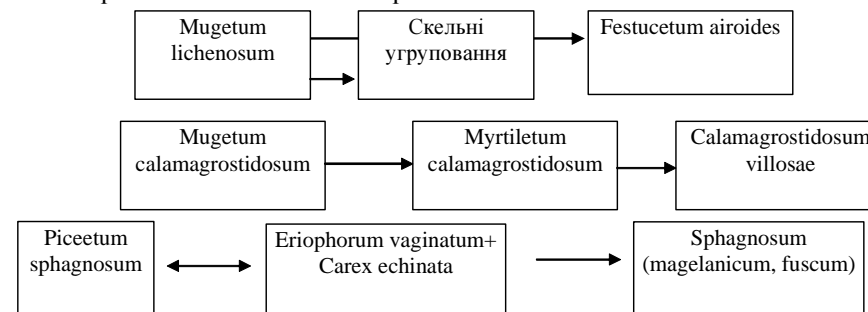 Mugetum
lichenosum
Скельні
угруповання
Festucetum airoides
Mugetum
calamagrostidosum
Myrtiletum
calamagrostidosum
Calamagrostidosum
villosae
Piceetum
sphagnosum
Eriophorum vaginatum+
Carex echinata
Sphagnosum
(magelanicum, fuscum)